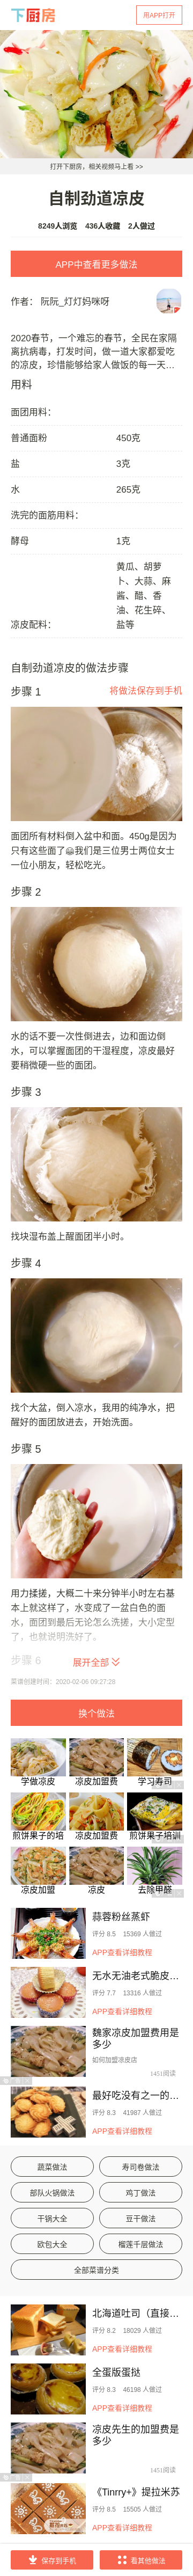 下厨房
用APP打开
打开下厨房，相关视频马上看 >>
自制劲道凉皮
8249人浏览 436人收藏 2人做过
APP中查看更多做法
作者： 阮阮_灯灯妈咪呀
2020春节，一个难忘的春节，全民在家隔
离抗病毒，打发时间，做一道大家都爱吃
的凉皮，阮阮能够给家人做饭的每一天…
用料
面团用料：
普通面粉 450克
盐 3克
水 265克
洗完的面筋用料：
酵母 1克
黄瓜、胡萝
卜、大蒜、麻
酱、醋、香
油、花生碎、
凉皮配料： 盐等
自制劲道凉皮的做法步骤
步骤 1 将做法保存到手机
面团所有材料倒入盆中和面。450g是因为
只有这些面了😂我们是三位男士两位女士
一位小朋友，轻松吃光。
步骤 2
水的话不要一次性倒进去，边和面边倒
水，可以掌握面团的干湿程度，凉皮最好
要稍微硬一些的面团。
步骤 3
找块湿布盖上醒面团半小时。
步骤 4
找个大盆，倒入凉水，我用的纯净水，把
醒好的面团放进去，开始洗面。
步骤 5
用力揉搓，大概二十来分钟半小时左右基
本上就这样了，水变成了一盆白色的面
水，面团到最后无论怎么洗搓，大小定型
了，也就说明洗好了。
步骤 6 展开全部
菜谱创建时间：2020-02-06 09:27:28
换个做法
学做凉皮 凉皮加盟费 学习寿司
煎饼果子的培 凉皮加盟费 煎饼果子培训
凉皮加盟 凉皮 去除甲醛
蒜蓉粉丝蒸虾
评分 8.5 15369 人做过
APP查看详细教程
无水无油老式脆皮…
评分 7.7 13316 人做过
APP查看详细教程
魏家凉皮加盟费用是
多少
如何加盟凉皮店
1451阅读
最好吃没有之一的…
评分 8.3 41987 人做过
APP查看详细教程
蔬菜做法 寿司卷做法
部队火锅做法 鸡丁做法
干锅大全 豆干做法
欧包大全 榴莲千层做法
全部菜谱分类
北海道吐司（直接…
评分 8.2 18029 人做过
APP查看详细教程
全蛋版蛋挞
评分 8.3 46198 人做过
APP查看详细教程
凉皮先生的加盟费是
多少
1451阅读
《Tinrry+》提拉米苏
评分 8.5 15505 人做过
APP查看详细教程
保存到手机 看其他做法